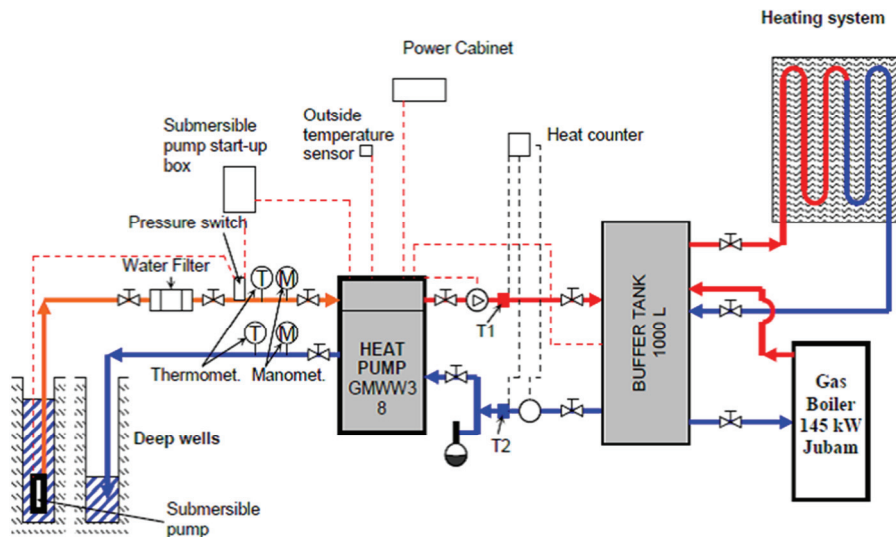 Heating system
Power Cabinet
Submersible
pump start-up
box
Outside
temperature
sensor
Heat counter
Pressure switch
Water Filter
T
M
T1
HEAT
PUMP
GMWW3
8
BUFFER TANK
1000 L
T
M
Thermomet.
Manomet.
T2
Gas
Boiler
145 kW
Jubam
Deep wells
Submersible
pump